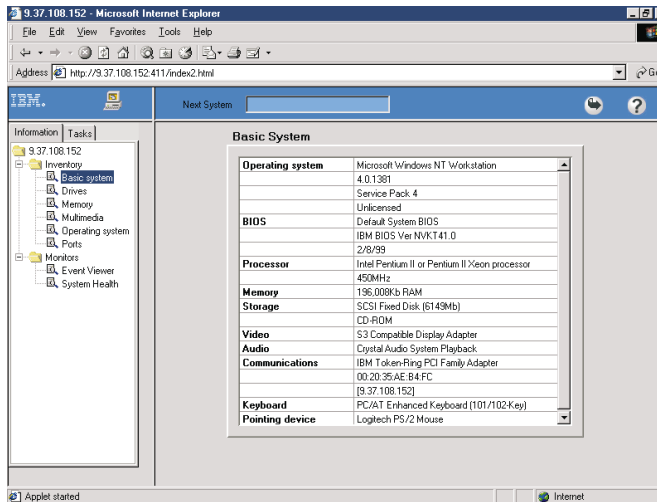 9.37.108.152 - Microsoft Internet Explorer
File Edit View Favorites Tools Help
Address http://9.37.108.152:411/index2.html Go
IBM. Next System
Information Tasks
9.37.108.152
Inventory
Basic system
Drives
Memory
Multimedia
Operating system
Ports
Monitors
Event Viewer
System Health
Basic System
Operating system Microsoft Windows NT Workstation
4.0.1381
Service Pack 4
Unlicensed
BIOS Default System BIOS
IBM BIOS Ver NVKT41.0
2/8/99
Processor Intel Pentium II or Pentium II Xeon processor
450MHz
Memory 196,008Kb RAM
Storage SCSI Fixed Disk (6149Mb)
CD-ROM
Video S3 Compatible Display Adapter
Audio Crystal Audio System Playback
Communications IBM Token-Ring PCI Family Adapter
00:20:35:AE:B4:FC
[9.37.108.152]
Keyboard PC/AT Enhanced Keyboard (101/102-Key)
Pointing device Logitech PS/2 Mouse
Applet started Internet